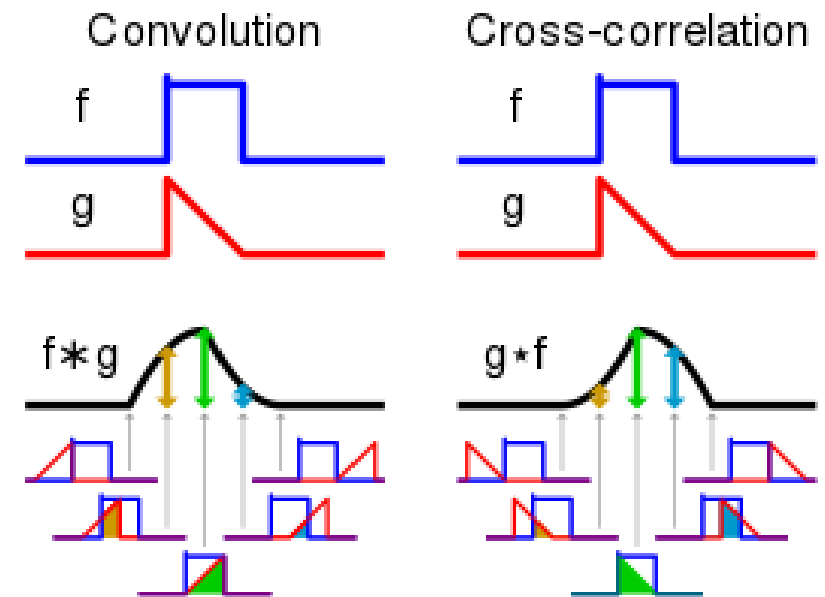 Convolution
f
g
f∗g
Cross-correlation
f
g
g⋆f